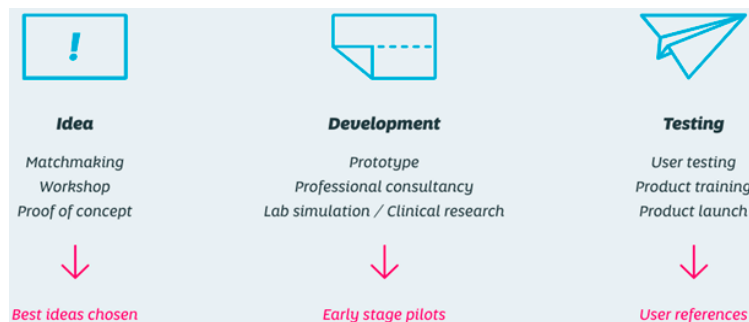 !
Idea
Matchmaking
Workshop
Proof of concept
Best ideas chosen
Development
Prototype
Professional consultancy
Lab simulation / Clinical research
Early stage pilots
Testing
User testing
Product training
Product launch
User references